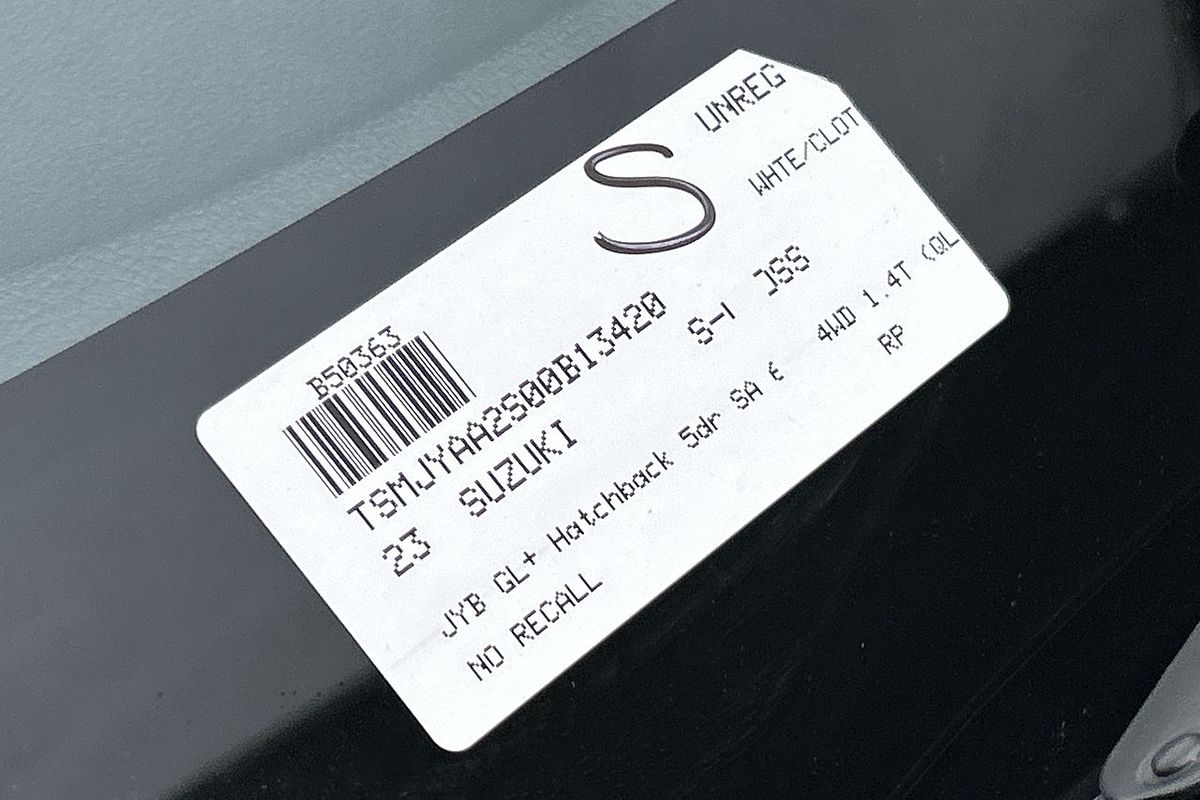 UNREG
S
WHTE/CLOT
B50363
TSMJYAA2S00B13420
23 SUZUKI
JYB GL+ Hatchback 5dr SA 4WD 1.4T (QL
NO RECALL RP